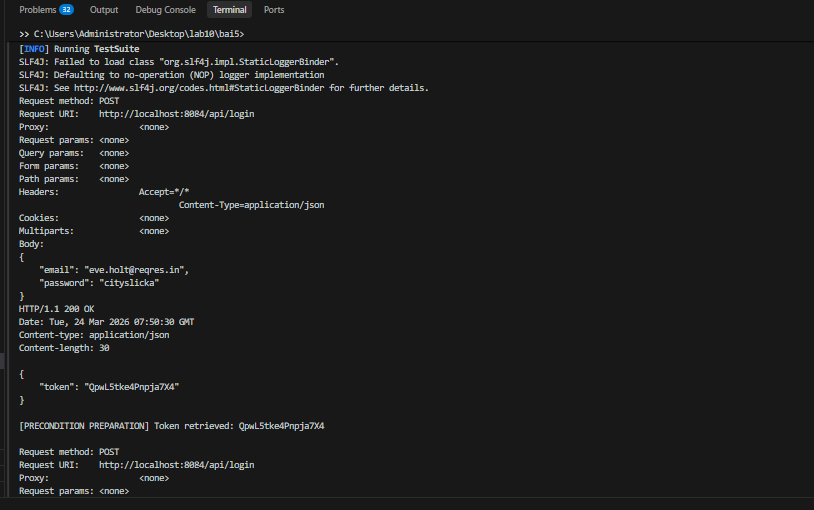 Problems 32 Output Debug Console Terminal Ports
>> C:\Users\Administrator\Desktop\lab10\bai5>
[INFO] Running TestSuite
SLF4J: Failed to load class "org.slf4j.impl.StaticLoggerBinder".
SLF4J: Defaulting to no-operation (NOP) logger implementation
SLF4J: See http://www.slf4j.org/codes.html#StaticLoggerBinder for further details.
Request method: POST
Request URI: http://localhost:8084/api/login
Proxy: <none>
Request params: <none>
Query params: <none>
Form params: <none>
Path params: <none>
Headers: Accept=*/*
Content-Type=application/json
Cookies: <none>
Multiparts: <none>
Body:
{
"email": "eve.holt@reqres.in",
"password": "cityslicka"
}
HTTP/1.1 200 OK
Date: Tue, 24 Mar 2026 07:50:30 GMT
Content-type: application/json
Content-length: 30
{
"token": "QpwL5tke4Pnpja7X4"
}
[PRECONDITION PREPARATION] Token retrieved: QpwL5tke4Pnpja7X4
Request method: POST
Request URI: http://localhost:8084/api/login
Proxy: <none>
Request params: <none>